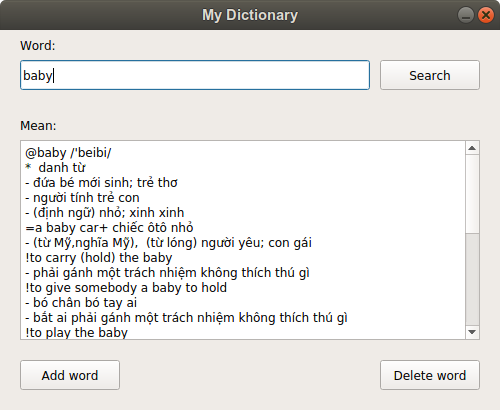 My Dictionary
Word:
baby
Search
Mean:
@baby /'beibi/
*  danh từ
- đứa bé mới sinh; trẻ thơ
- người tính trẻ con
- (định ngữ) nhỏ; xinh xinh
=a baby car+ chiếc ôtô nhỏ
- (từ Mỹ,nghĩa Mỹ),  (từ lóng) người yêu; con gái
!to carry (hold) the baby
- phải gánh một trách nhiệm không thích thú gì
!to give somebody a baby to hold
- bó chân bó tay ai
- bắt ai phải gánh một trách nhiệm không thích thú gì
!to play the baby
Add word
Delete word